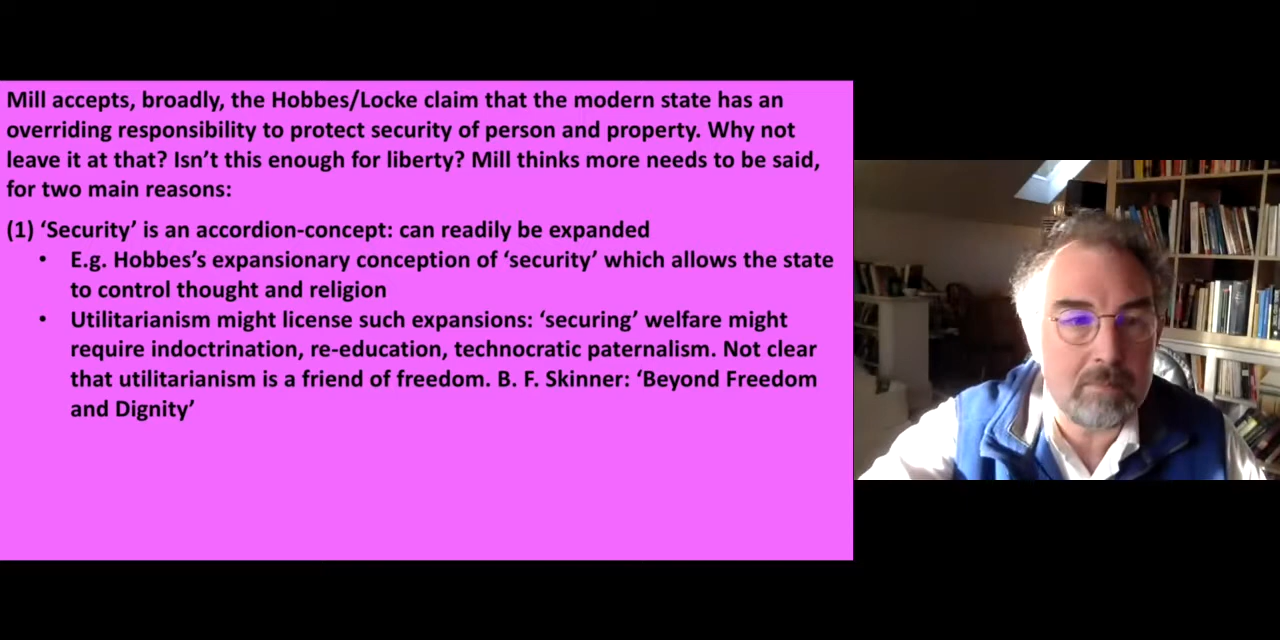 Mill accepts, broadly, the Hobbes/Locke claim that the modern state has an
overriding responsibility to protect security of person and property. Why not
leave it at that? Isn’t this enough for liberty? Mill thinks more needs to be said,
for two main reasons:
(1) ‘Security’ is an accordion-concept: can readily be expanded
• E.g. Hobbes’s expansionary conception of ‘security’ which allows the state
to control thought and religion
• Utilitarianism might license such expansions: ‘securing’ welfare might
require indoctrination, re-education, technocratic paternalism. Not clear
that utilitarianism is a friend of freedom. B. F. Skinner: ‘Beyond Freedom
and Dignity’